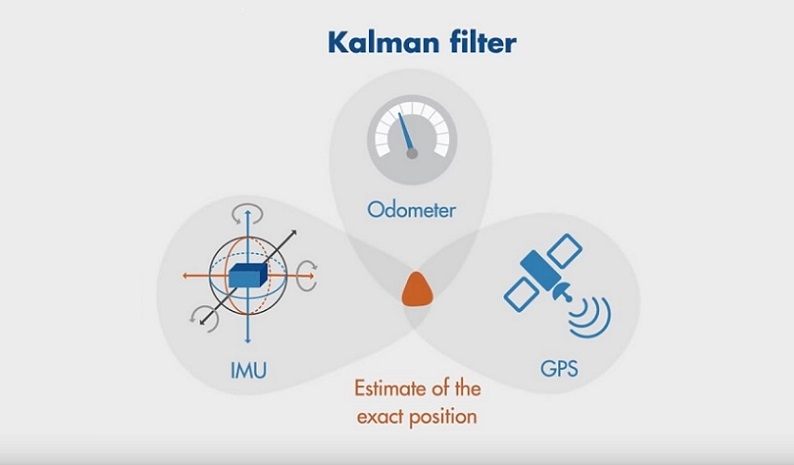 Kalman filter
Odometer
IMU
GPS
Estimate of the
exact position